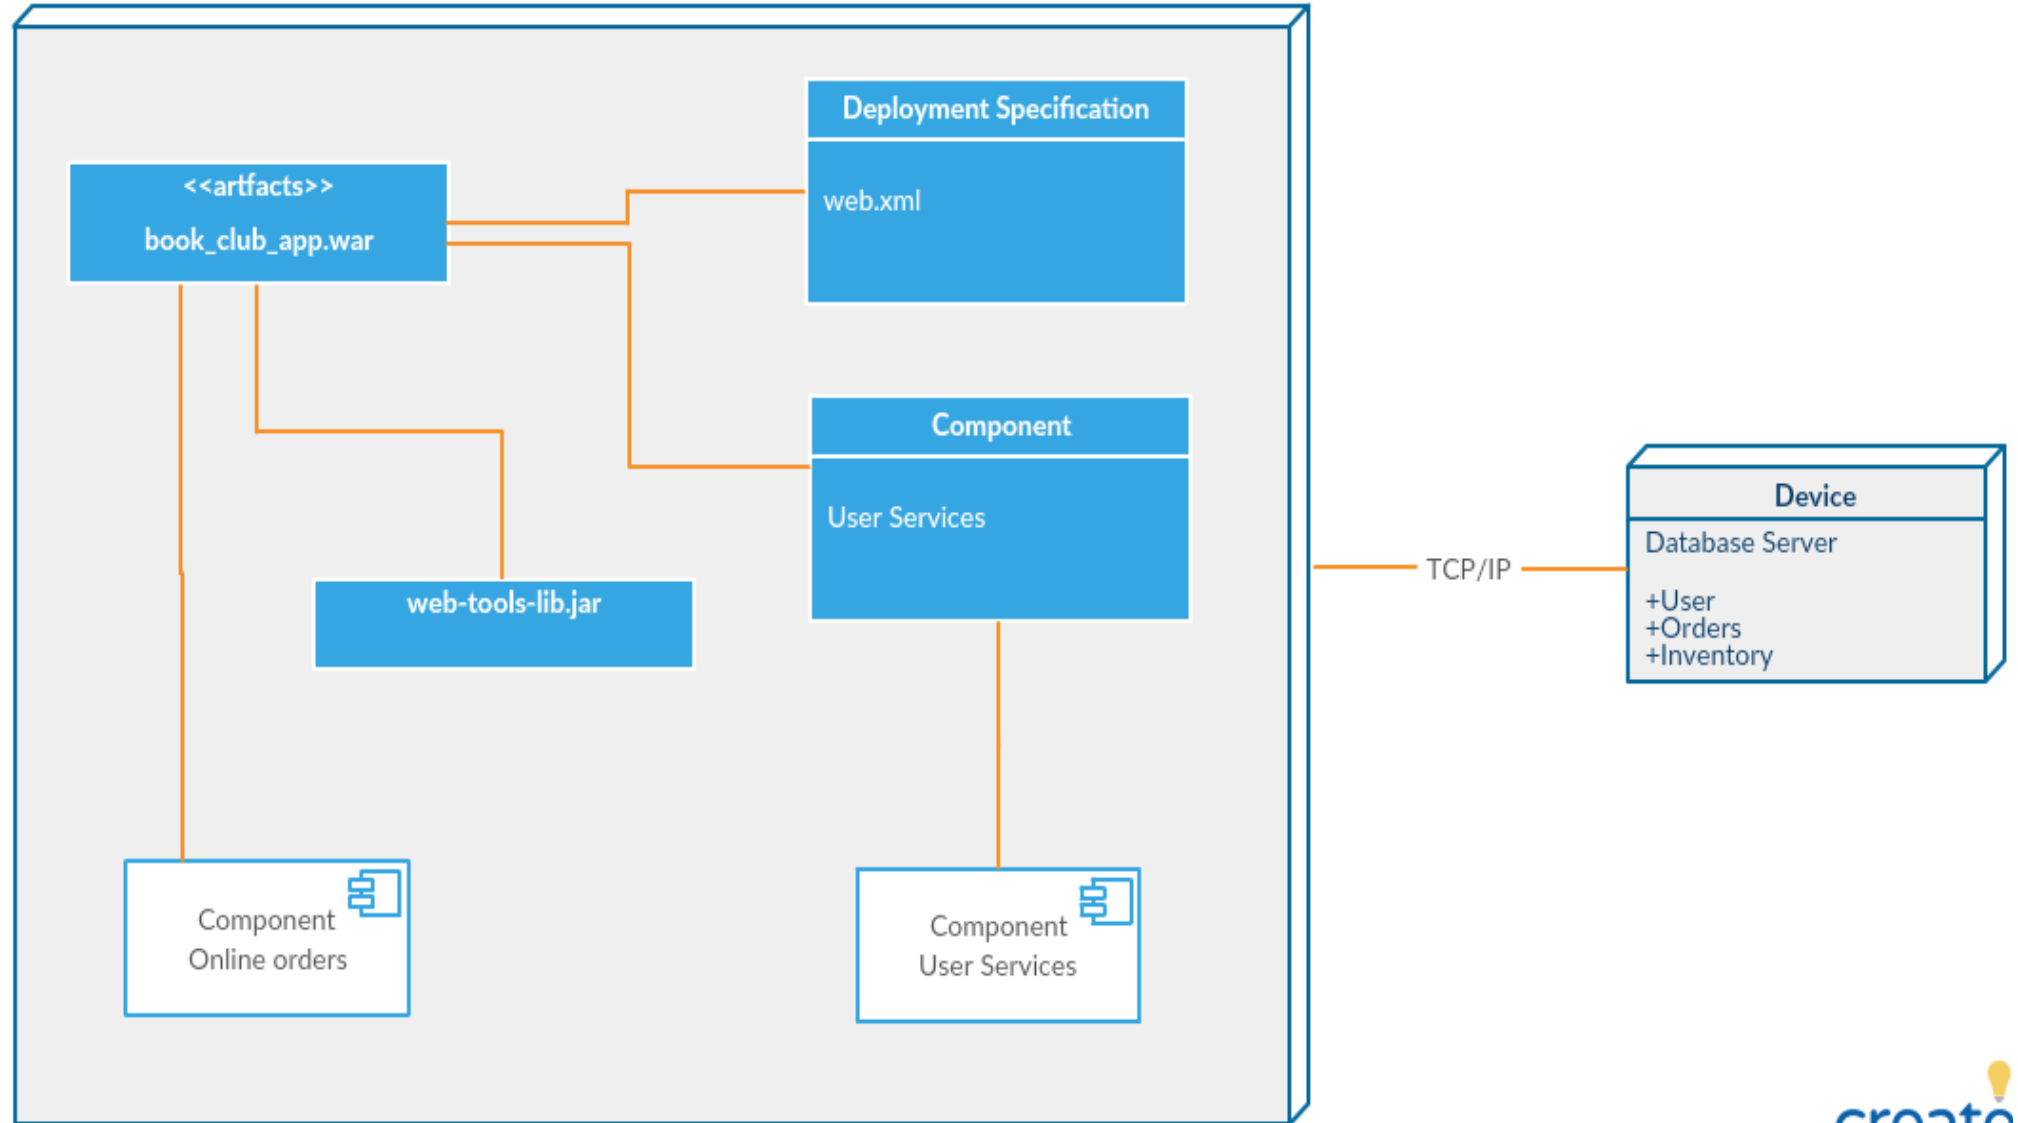 Deployment Specification
web.xml
<<artfacts>>
book_club_app.war
Component
User Services
web-tools-lib.jar
Component
Online orders
Component
User Services
TCP/IP
Device
Database Server
+User
+Orders
+Inventory